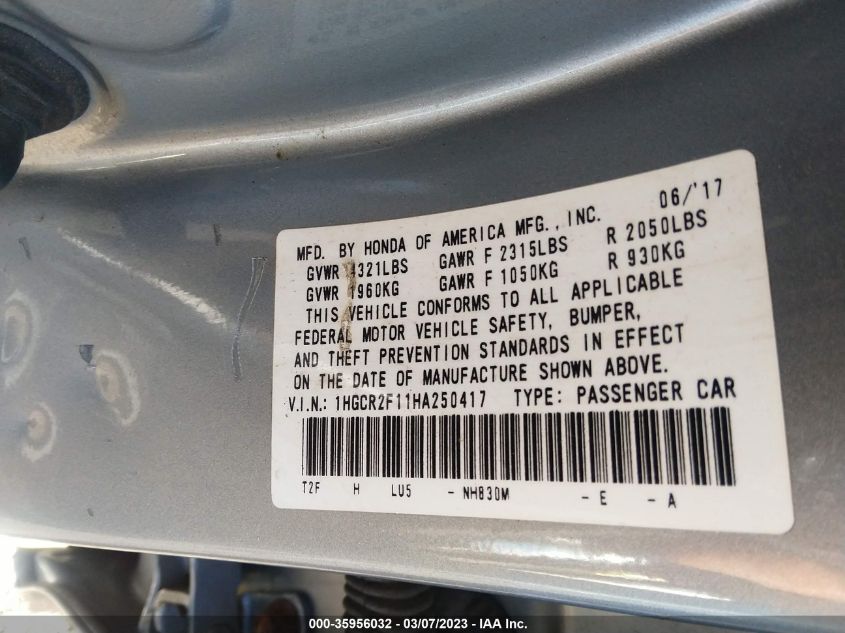 06/'17
MFD. BY HONDA OF AMERICA MFG., INC.
GVWR 4321LBS GAWR F 2315LBS R 2050LBS
GVWR 1960KG GAWR F 1050KG R 930KG
THIS VEHICLE CONFORMS TO ALL APPLICABLE
FEDERAL MOTOR VEHICLE SAFETY, BUMPER,
AND THEFT PREVENTION STANDARDS IN EFFECT
ON THE DATE OF MANUFACTURE SHOWN ABOVE.
V.I.N.: 1HGCR2F11HA250417 TYPE: PASSENGER CAR
T2F H LU5 - NH830M - E - A
000-35956032 - 03/07/2023 - IAA Inc.